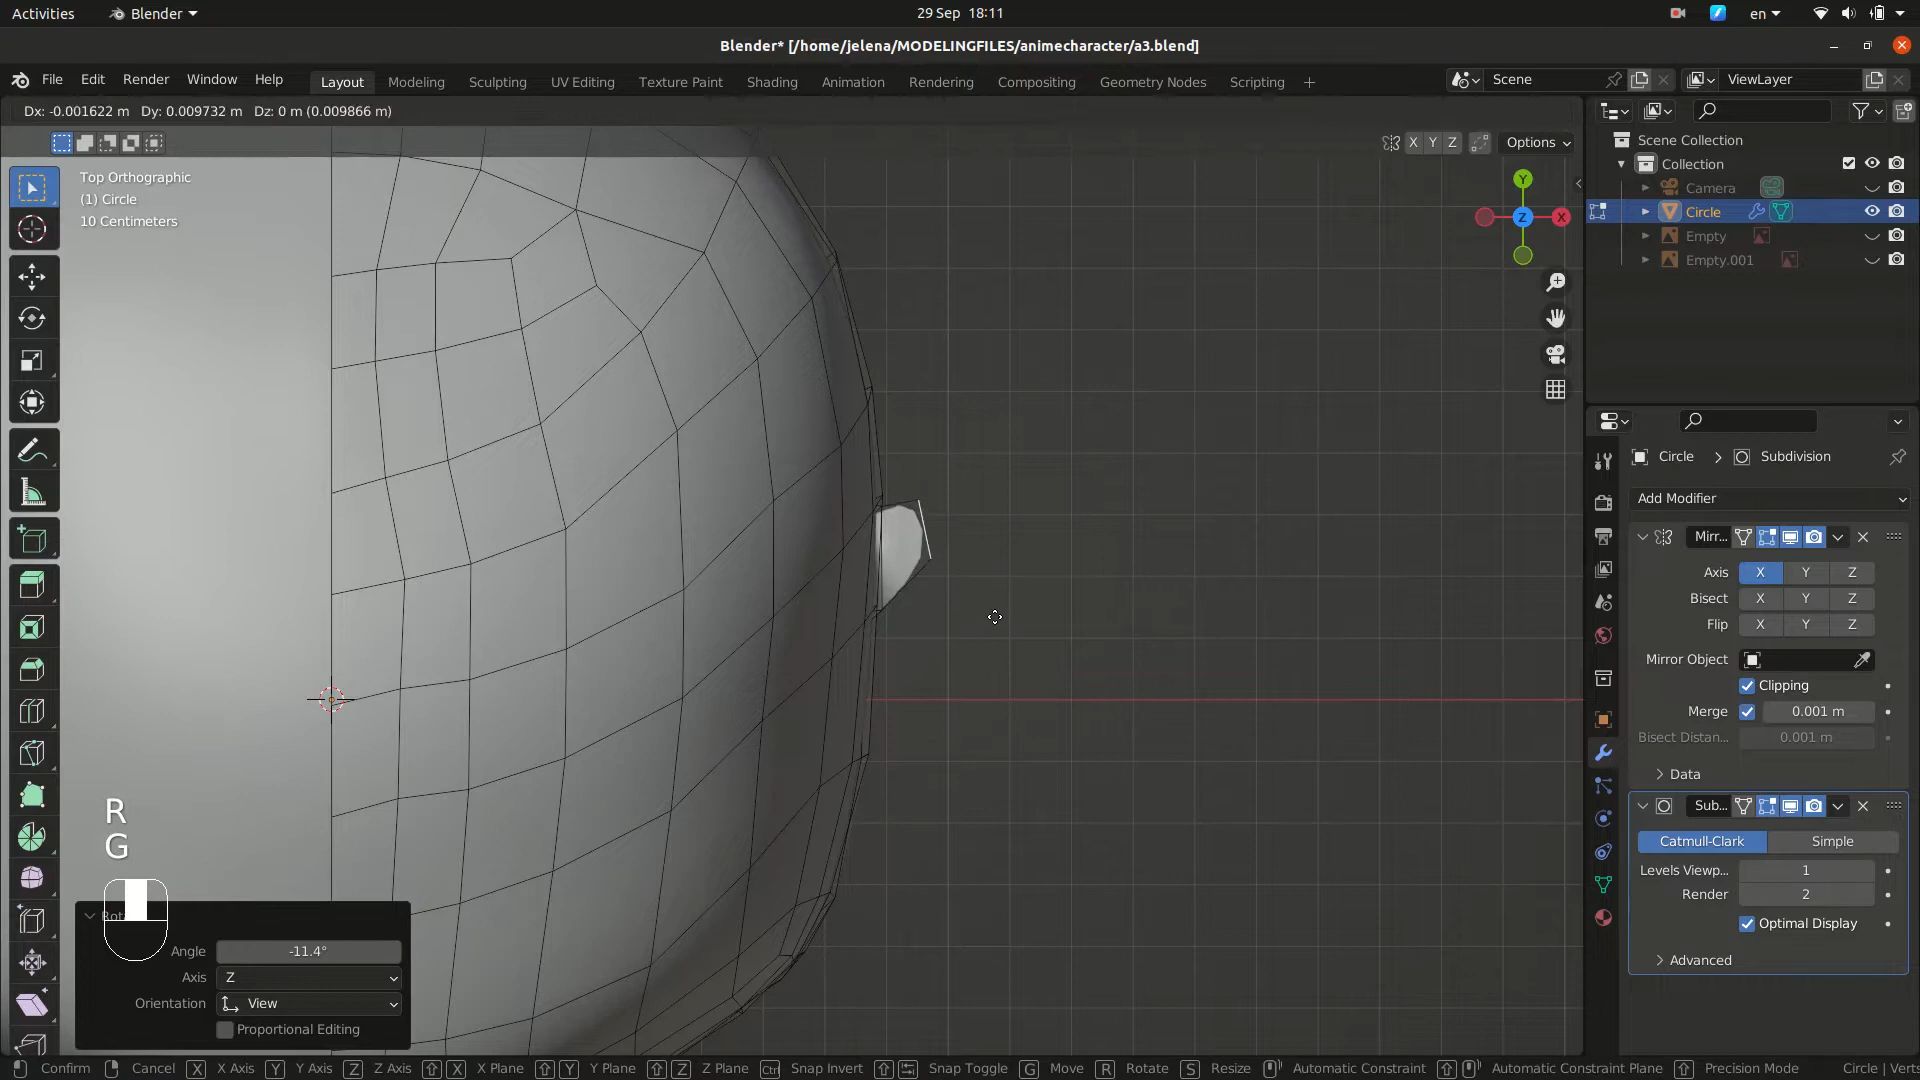 Activities
Blender
29 Sep 18:11
en
Blender* [/home/jelena/MODELINGFILES/animecharacter/a3.blend]
File Edit Render Window Help
Layout Modeling Sculpting UV Editing Texture Paint Shading Animation Rendering Compositing Geometry Nodes Scripting +
Scene
ViewLayer
Dx: -0.001622 m Dy: 0.009732 m Dz: 0 m (0.009866 m)
X Y Z
Options
Top Orthographic
(1) Circle
10 Centimeters
Y
Z X
Scene Collection
Collection
Camera
Circle
Empty
Empty.001
Circle > Subdivision
Add Modifier
Mirr...
Axis X Y Z
Bisect X Y Z
Flip X Y Z
Mirror Object
Clipping
Merge 0.001 m
Bisect Distan... 0.001 m
Data
Sub...
Catmull-Clark Simple
Levels Viewp... 1
Render 2
Optimal Display
Advanced
R
G
Rot
Angle -11.4°
Axis Z
Orientation View
Proportional Editing
Confirm Cancel X X Axis Y Y Axis Z Z Axis X X Plane Y Y Plane Z Z Plane Ctrl Snap Invert Snap Toggle G Move R Rotate S Resize Automatic Constraint Automatic Constraint Plane Precision Mode Circle | Verts